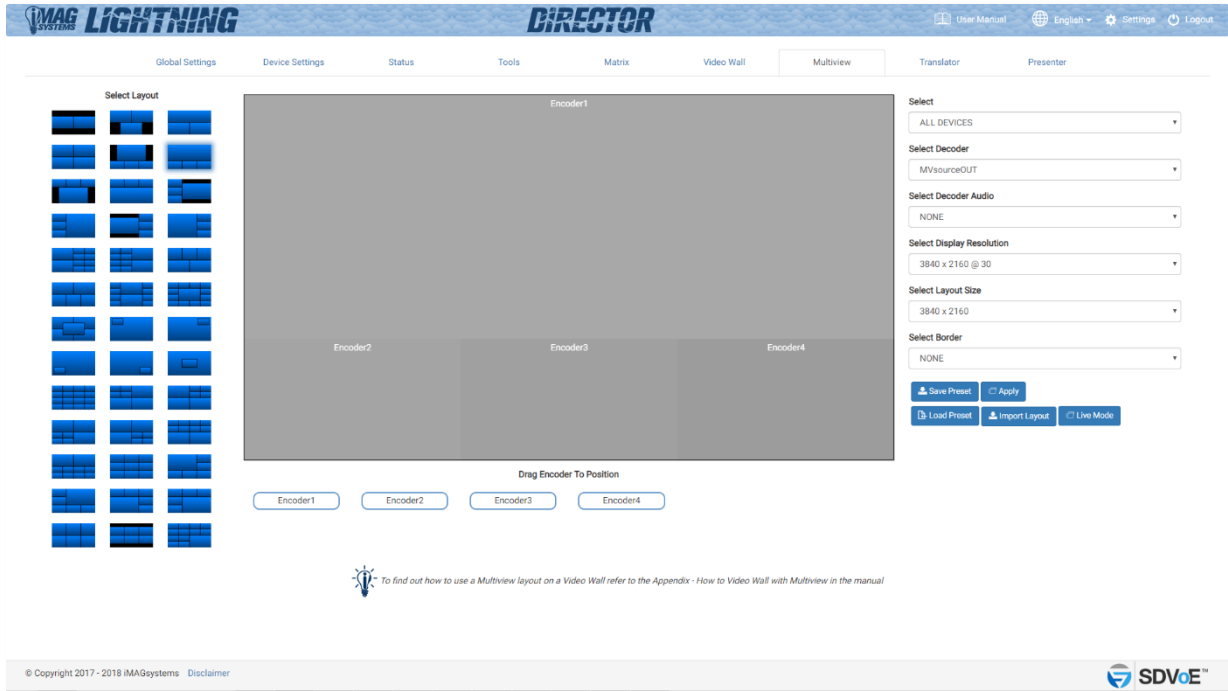 iMAG SYSTEMS LIGHTNING
DIRECTOR
User Manual English Settings Logout
Global Settings Device Settings Status Tools Matrix Video Wall Multiview Translator Presenter
Select Layout
Encoder1
Encoder2 Encoder3 Encoder4
Drag Encoder To Position
Encoder1 Encoder2 Encoder3 Encoder4
Select
ALL DEVICES
Select Decoder
MVsourceOUT
Select Decoder Audio
NONE
Select Display Resolution
3840 x 2160 @ 30
Select Layout Size
3840 x 2160
Select Border
NONE
Save Preset Apply
Load Preset Import Layout Live Mode
To find out how to use a Multiview layout on a Video Wall refer to the Appendix - How to Video Wall with Multiview in the manual
© Copyright 2017 - 2018 iMAGsystems Disclaimer
SDVoE™